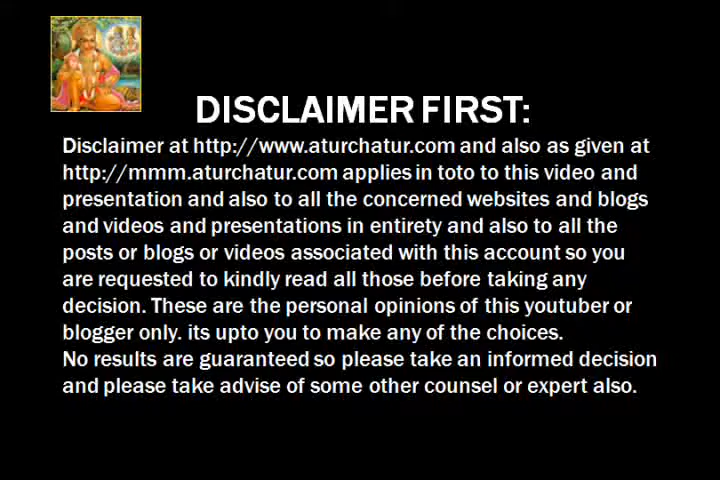 DISCLAIMER FIRST:
Disclaimer at http://www.aturchatur.com and also as given at
http://mmm.aturchatur.com applies in toto to this video and
presentation and also to all the concerned websites and blogs
and videos and presentations in entirety and also to all the
posts or blogs or videos associated with this account so you
are requested to kindly read all those before taking any
decision. These are the personal opinions of this youtuber or
blogger only. its upto you to make any of the choices.
No results are guaranteed so please take an informed decision
and please take advise of some other counsel or expert also.